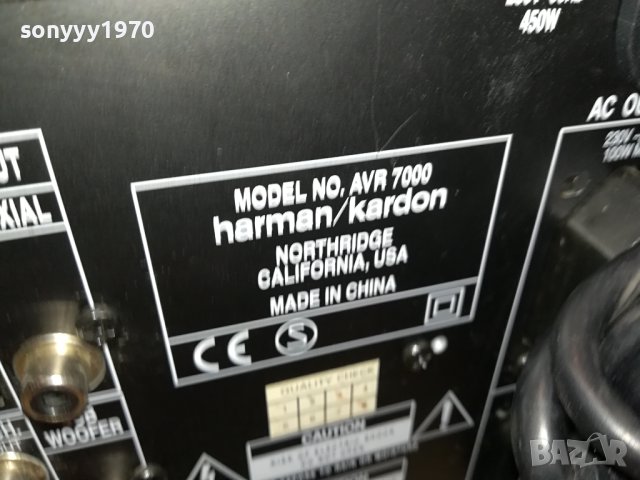 sonyyy1970
450W
AC
MODEL NO. AVR 7000
harman/kardon
NORTHRIDGE
CALIFORNIA, USA
MADE IN CHINA
CE S
QUALITY CHECK
WOOFER
CAUTION
BAZAR